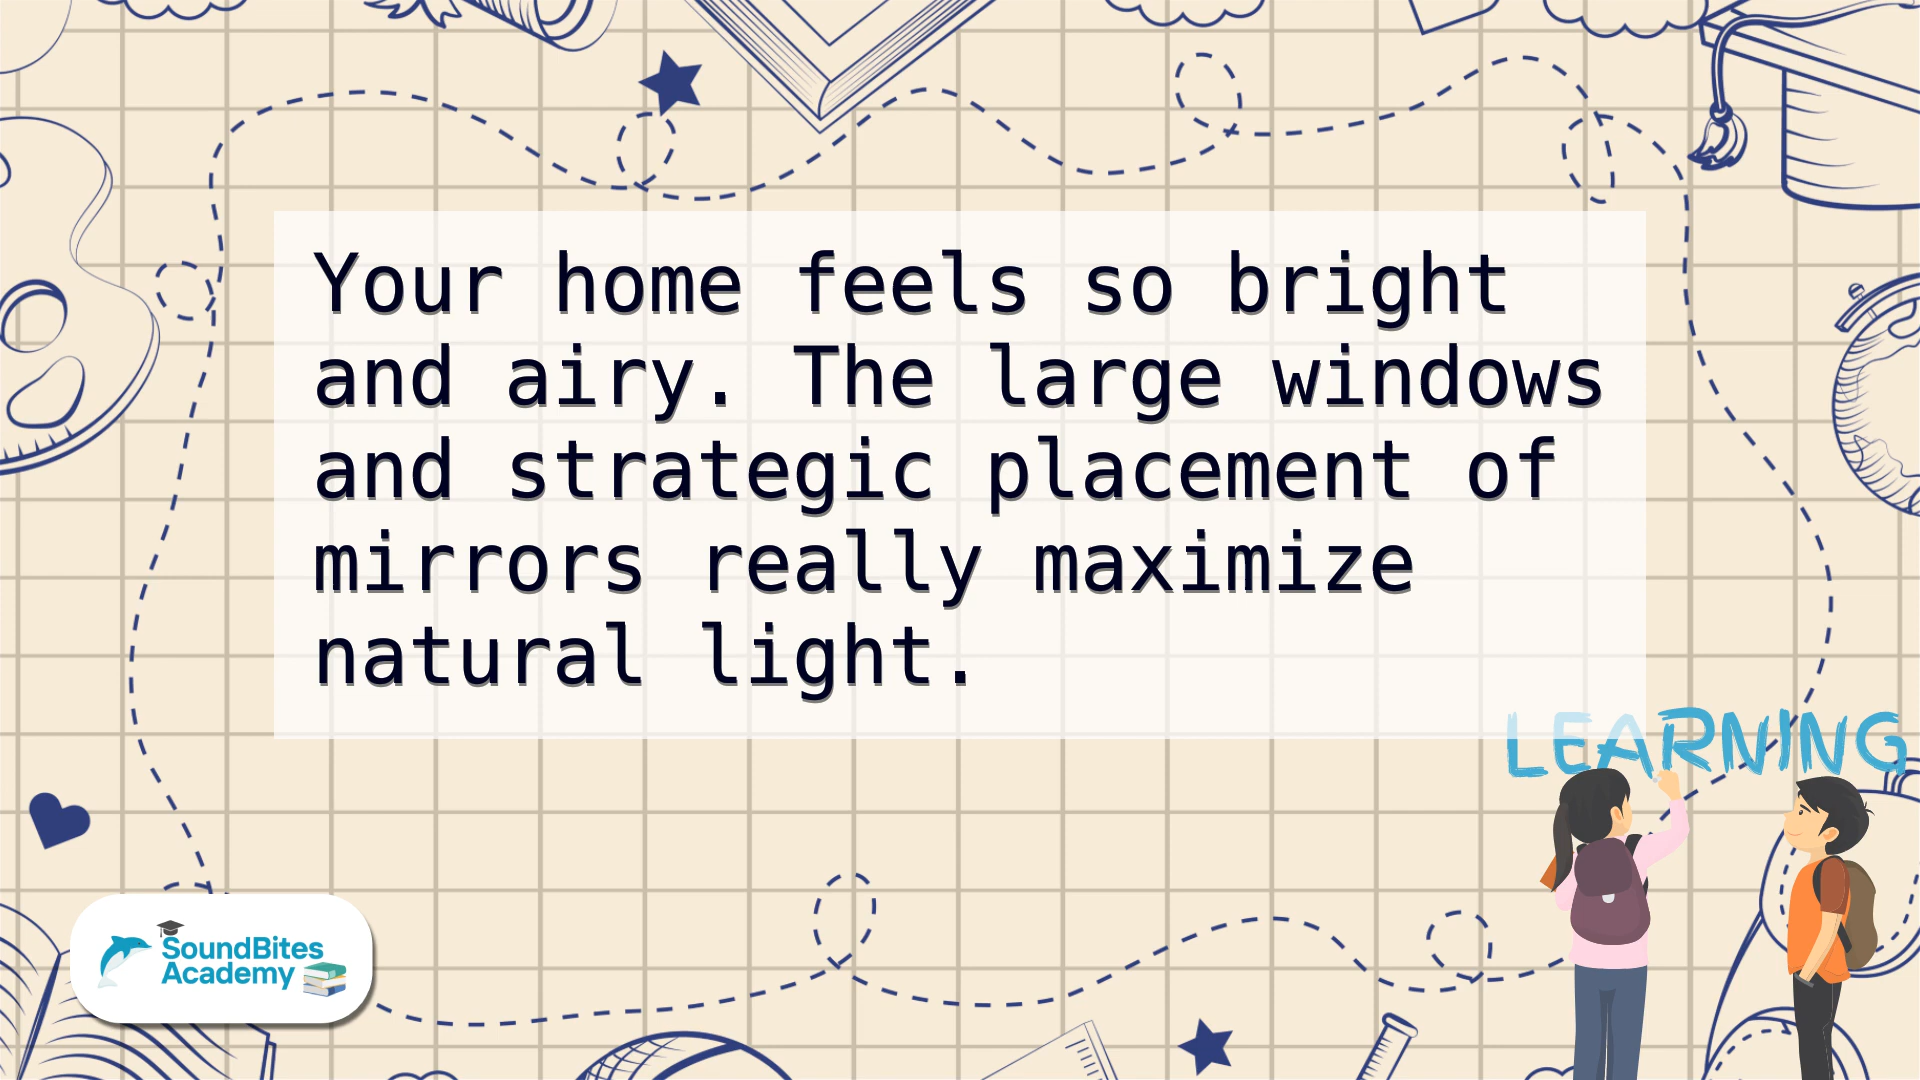 Your home feels so bright
and airy. The large windows
and strategic placement of
mirrors really maximize
natural light.
LEARNING
SoundBites
Academy